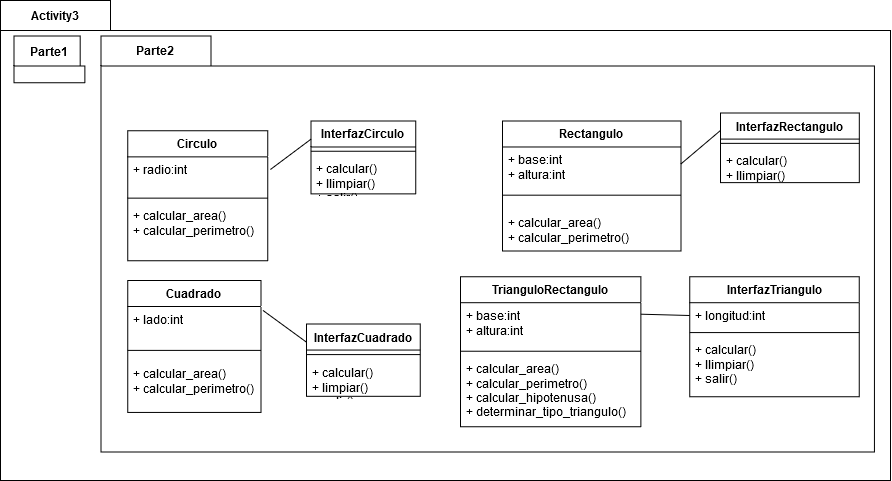 Activity3
Parte1
Parte2
Circulo
+ radio:int
+ calcular_area()
+ calcular_perimetro()
InterfazCirculo
+ calcular()
+ llimpiar()
Rectangulo
+ base:int
+ altura:int
+ calcular_area()
+ calcular_perimetro()
InterfazRectangulo
+ calcular()
+ llimpiar()
Cuadrado
+ lado:int
+ calcular_area()
+ calcular_perimetro()
InterfazCuadrado
+ calcular()
+ limpiar()
TrianguloRectangulo
+ base:int
+ altura:int
+ calcular_area()
+ calcular_perimetro()
+ calcular_hipotenusa()
+ determinar_tipo_triangulo()
InterfazTriangulo
+ longitud:int
+ calcular()
+ llimpiar()
+ salir()